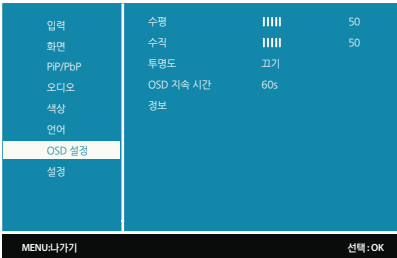 입력
화면
PiP/PbP
오디오
색상
언어
OSD 설정
설정
수평 50
수직 50
투명도 끄기
OSD 지속 시간 60s
정보
MENU:나가기 선택 : OK